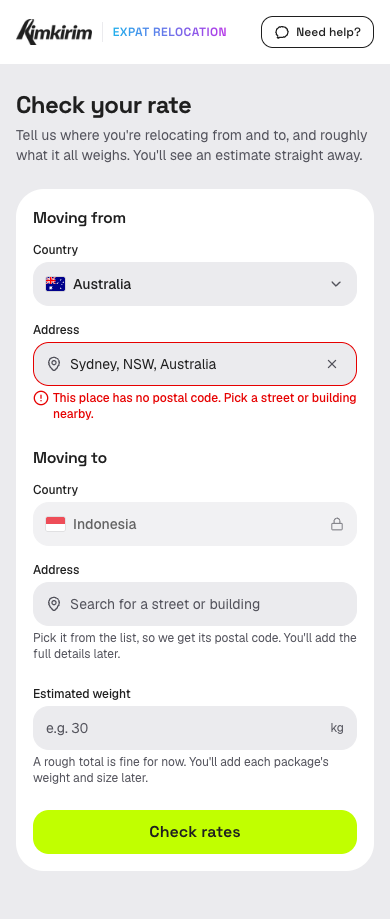 Kimkirim
EXPAT RELOCATION
Need help?
Check your rate
Tell us where you're relocating from and to, and roughly
what it all weighs. You'll see an estimate straight away.
Moving from
Country
Australia
Address
Sydney, NSW, Australia
This place has no postal code. Pick a street or building
nearby.
Moving to
Country
Indonesia
Address
Search for a street or building
Pick it from the list, so we get its postal code. You'll add the
full details later.
Estimated weight
e.g. 30
kg
A rough total is fine for now. You'll add each package's
weight and size later.
Check rates